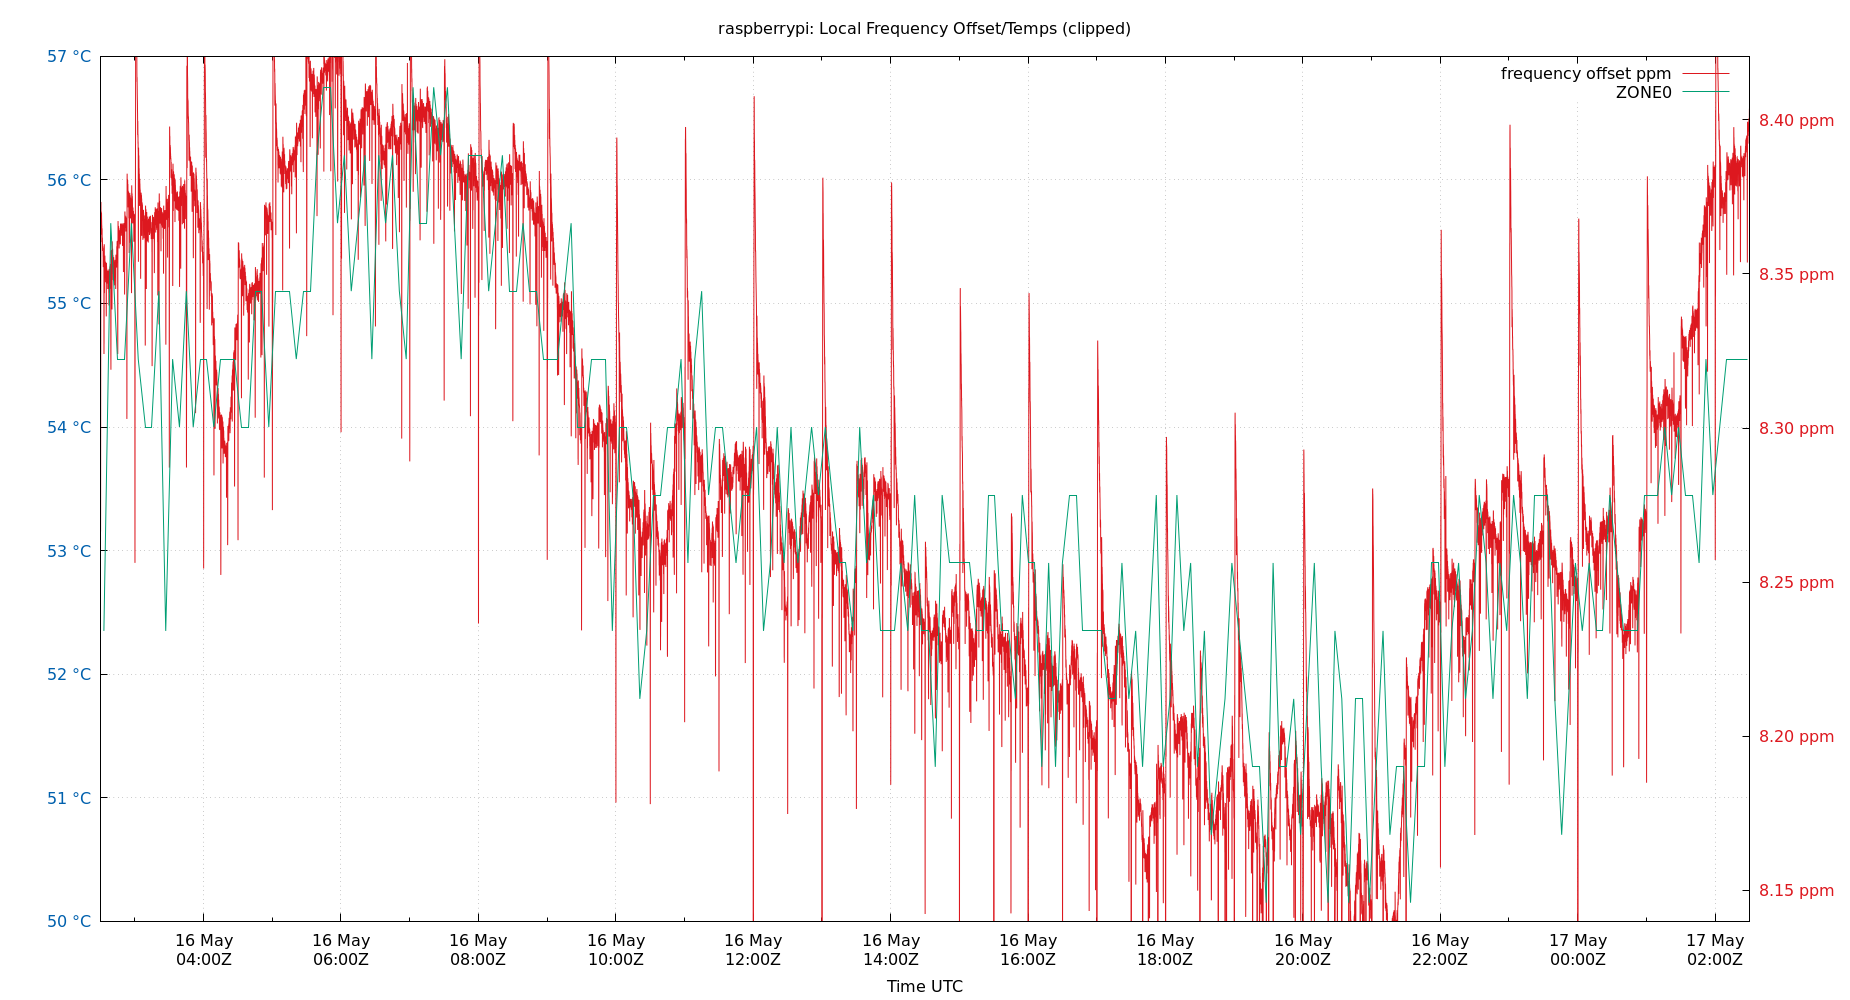 raspberrypi: Local Frequency Offset/Temps (clipped)
frequency offset ppm
ZONE0
57 °C
56 °C
55 °C
54 °C
53 °C
52 °C
51 °C
50 °C
8.40 ppm
8.35 ppm
8.30 ppm
8.25 ppm
8.20 ppm
8.15 ppm
16 May 16 May 16 May 16 May 16 May 16 May 16 May 16 May 16 May 16 May 17 May 17 May
04:00Z 06:00Z 08:00Z 10:00Z 12:00Z 14:00Z 16:00Z 18:00Z 20:00Z 22:00Z 00:00Z 02:00Z
Time UTC